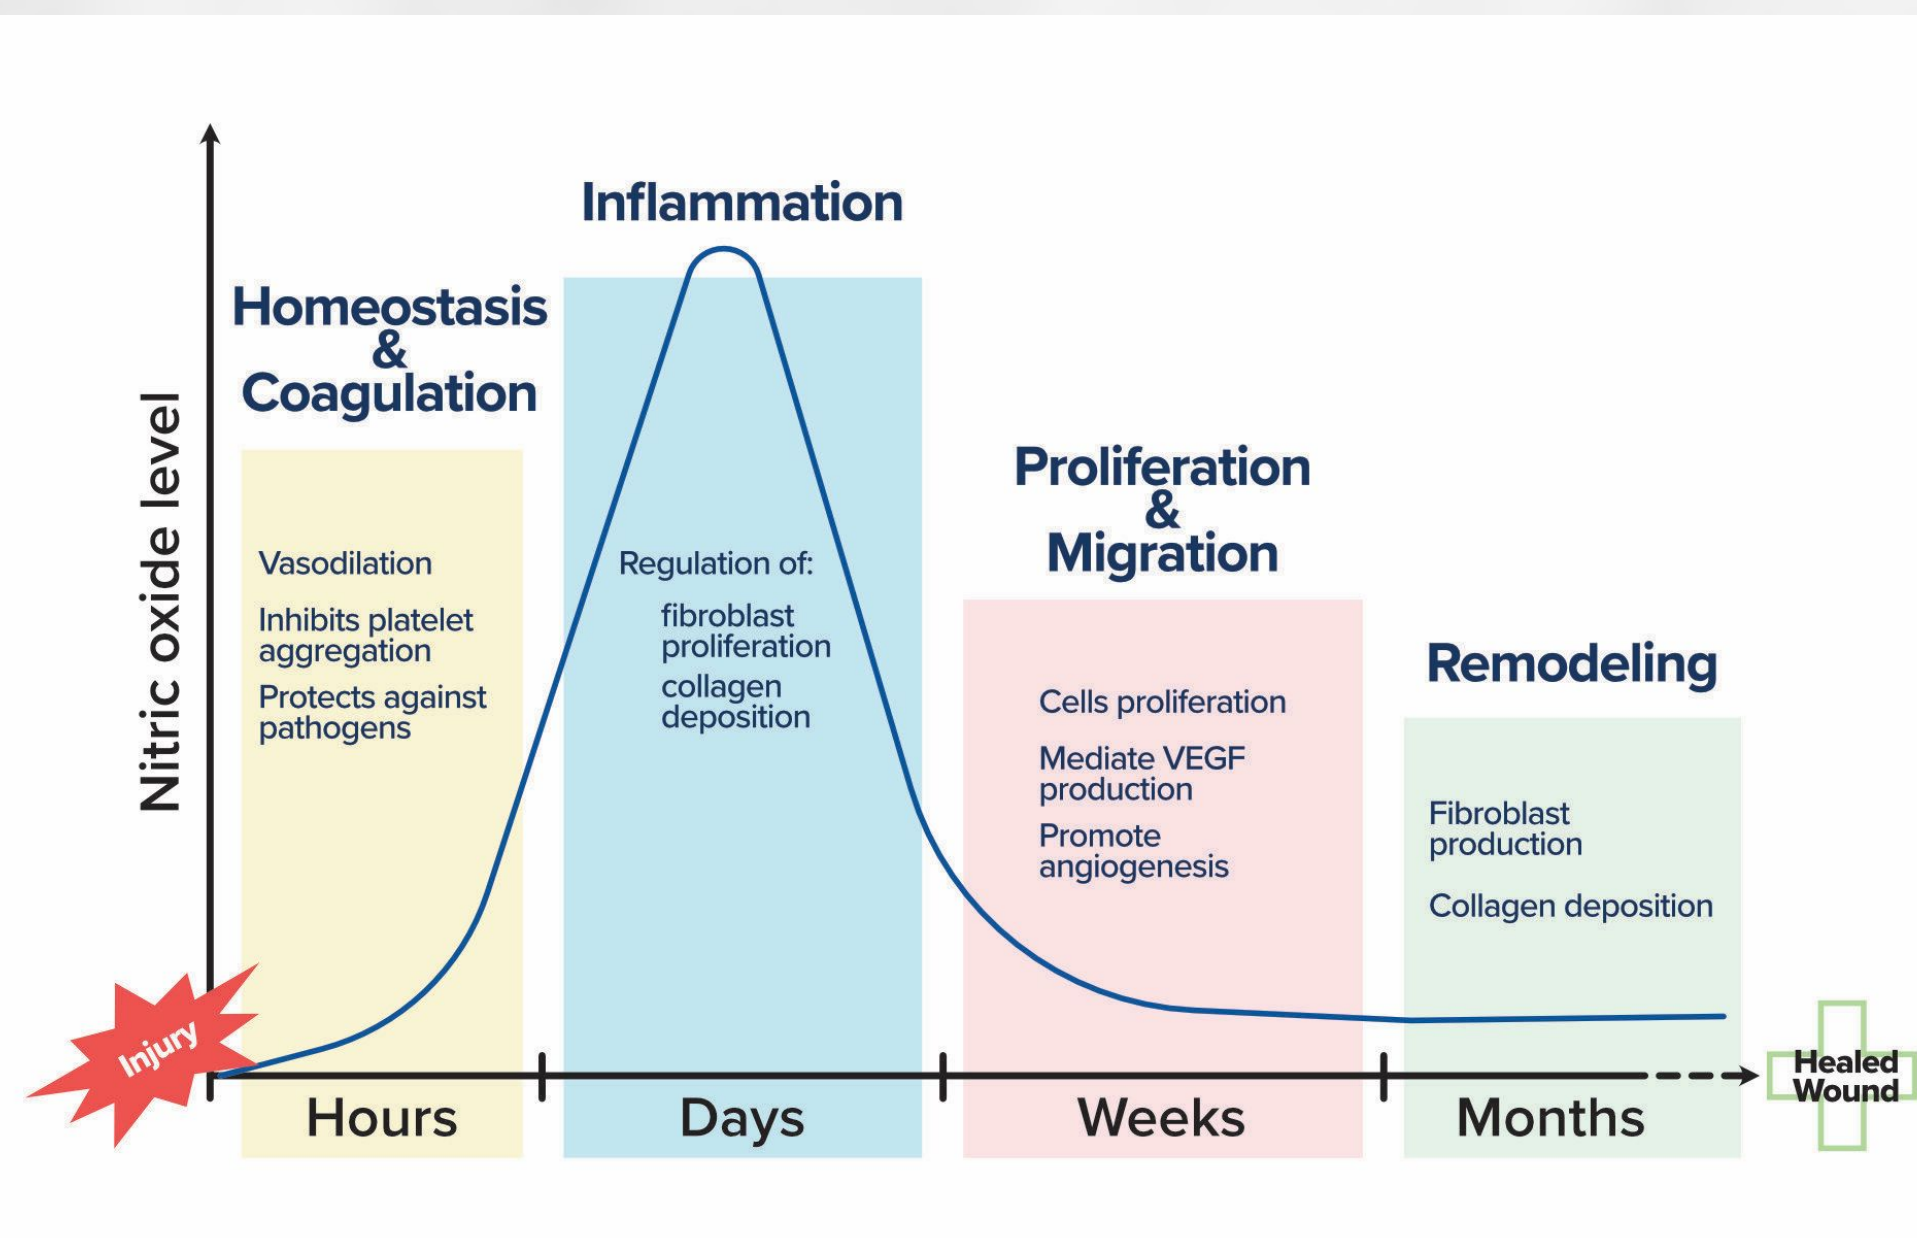 Nitric oxide level
Injury
Homeostasis
&
Coagulation
Vasodilation
Inhibits platelet
aggregation
Protects against
pathogens
Hours
Inflammation
Regulation of:
fibroblast
proliferation
collagen
deposition
Days
Proliferation
&
Migration
Cells proliferation
Mediate VEGF
production
Promote
angiogenesis
Weeks
Remodeling
Fibroblast
production
Collagen deposition
Months
Healed
Wound